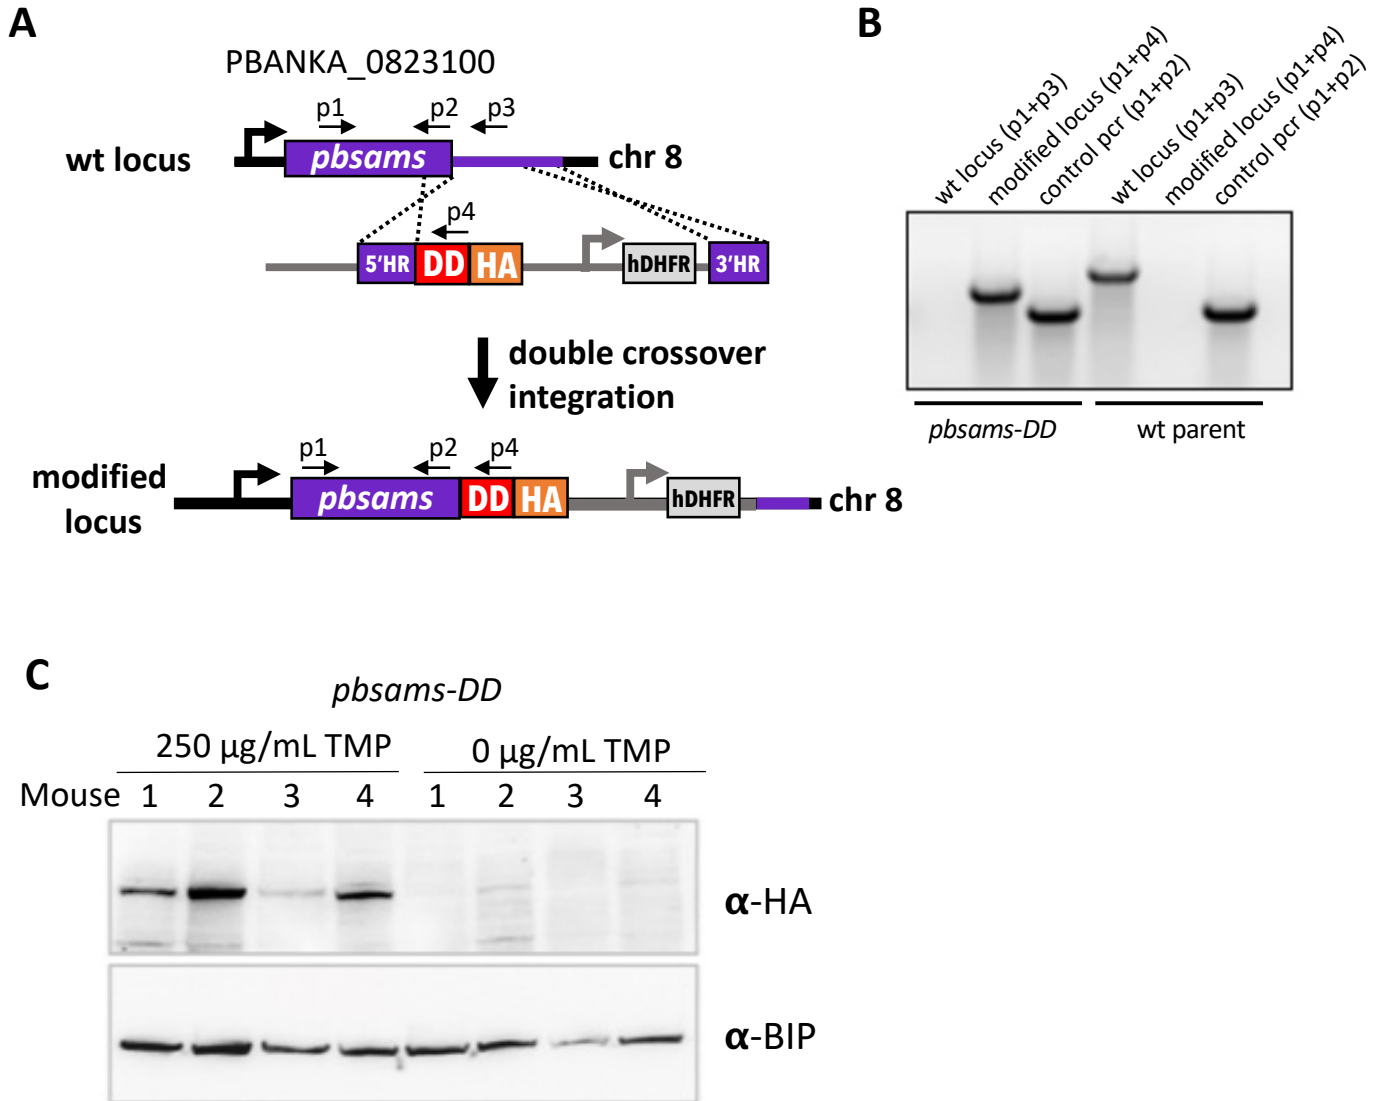 A
PBANKA_0823100
p1 p2 p3
wt locus pbsams chr 8
p4
5'HR DD HA hDHFR 3'HR
double crossover
integration
p1 p2 p4
modified
locus
pbsams DD HA hDHFR chr 8
B
wt locus (p1+p3)
modified locus (p1+p4)
control pcr (p1+p2)
wt locus (p1+p3)
modified locus (p1+p4)
control pcr (p1+p2)
pbsams-DD wt parent
C
pbsams-DD
250 µg/mL TMP 0 µg/mL TMP
Mouse 1 2 3 4 1 2 3 4
α-HA
α-BIP